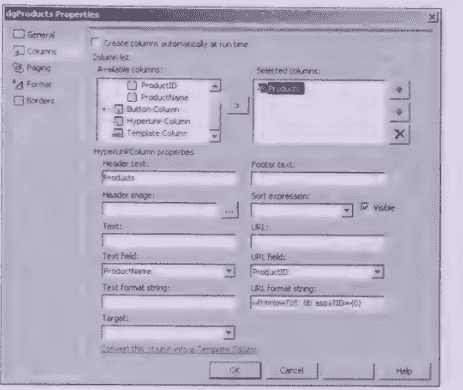 dgProducts Properties
General
Columns
Paging
Format
Borders
Create columns automatically at run time
Column list
Available columns:
Selected columns:
ProductID
ProductName
Button Column
HyperLink Column
Template Column
>
Products
HyperLinkColumn properties
Header text:
Footer text:
Products
Header image:
Sort expression:
...
Visible
Text:
URL:
Text field:
URL field:
ProductName
ProductID
Text format string:
URL format string:
Target:
Convert this column into a Template Column
OK
Cancel
Help